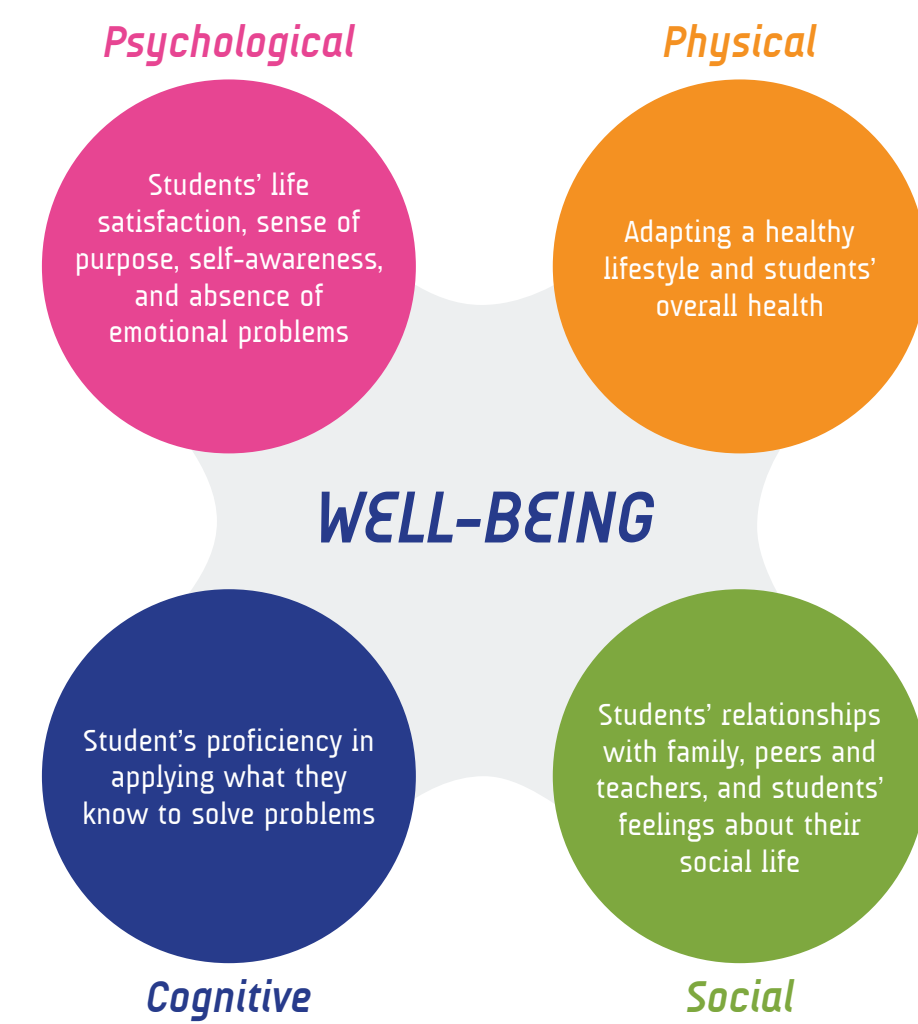 Psychological
Students’ life
satisfaction, sense of
purpose, self-awareness,
and absence of
emotional problems
Physical
Adapting a healthy
lifestyle and students’
overall health
WELL-BEING
Student’s proficiency in
applying what they
know to solve problems
Cognitive
Students’ relationships
with family, peers and
teachers, and students’
feelings about their
social life
Social